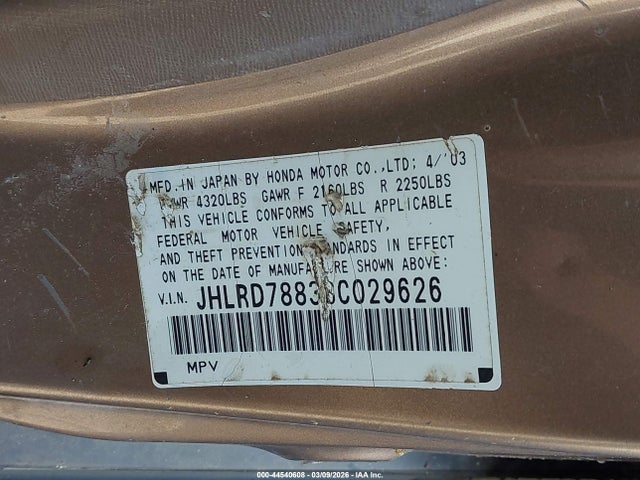 MFD. IN JAPAN BY HONDA MOTOR CO.,LTD; 4/'03
4320LBS GAWR F 2160LBS R 2250LBS
THIS VEHICLE CONFORMS TO ALL APPLICABLE
FEDERAL MOTOR VEHICLE SAFETY,
AND THEFT PREVENTION STANDARDS IN EFFECT
ON THE DATE OF MANUFACTURE SHOWN ABOVE:
V.I.N. JHLRD78833C029626
MPV
000-44540608 - 03/09/2026 - © IAA Inc.